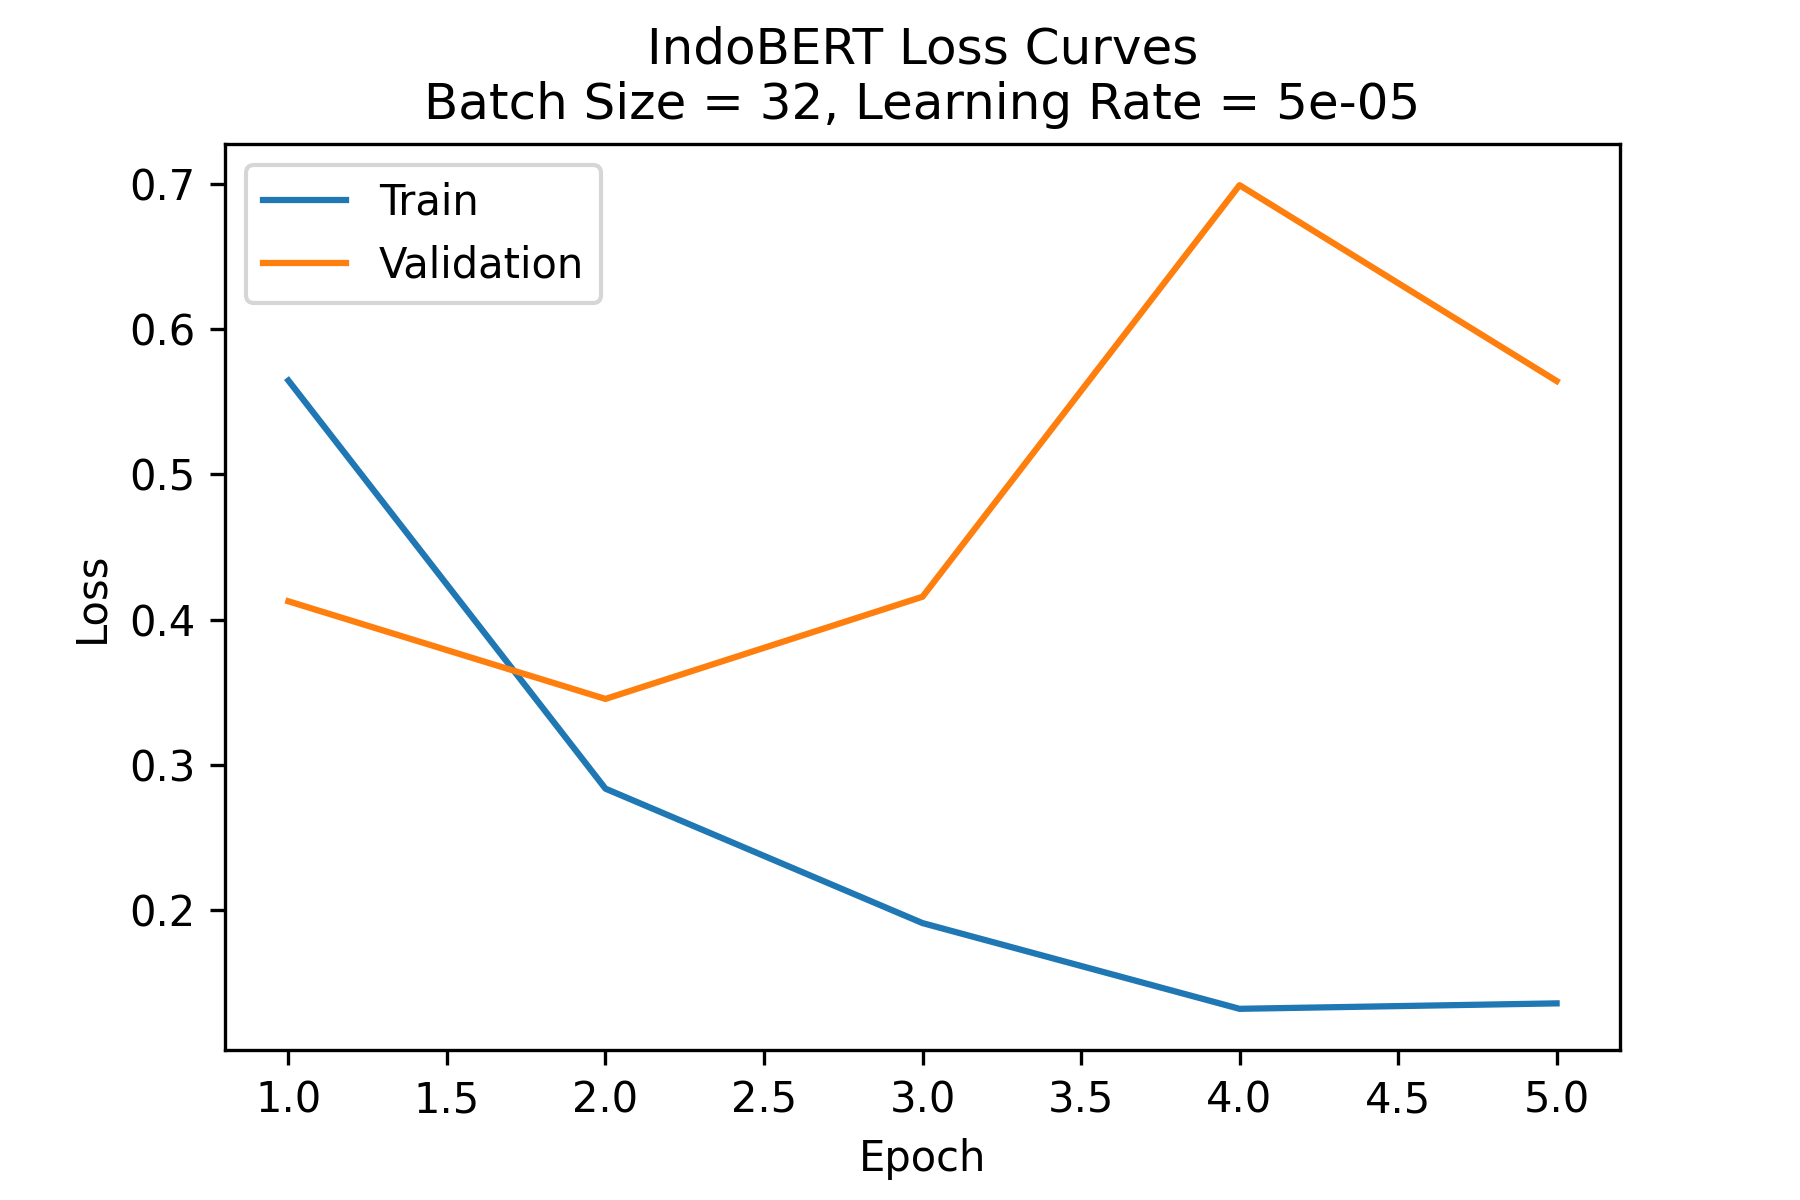 IndoBERT Loss Curves
Batch Size = 32, Learning Rate = 5e-05
Train
Validation
0.7
0.6
0.5
0.4
0.3
0.2
Loss
1.0 1.5 2.0 2.5 3.0 3.5 4.0 4.5 5.0
Epoch